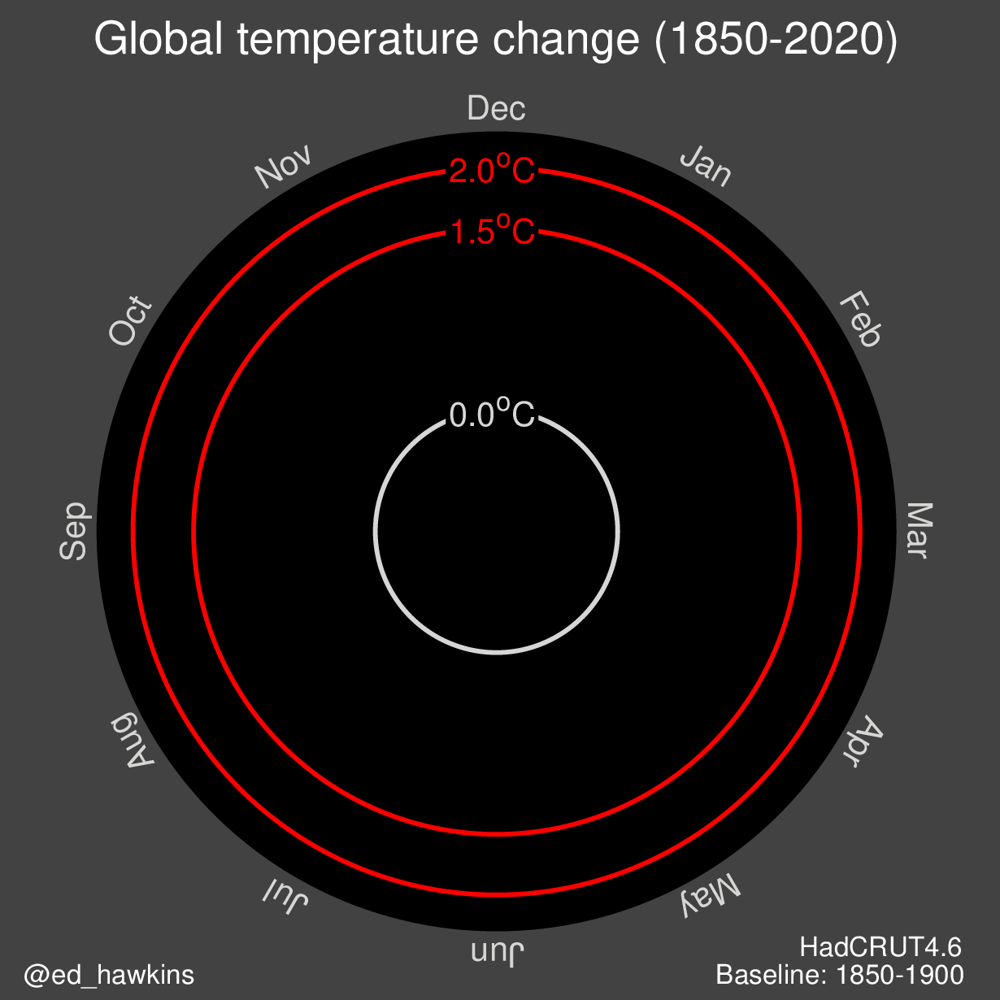 Global temperature change (1850-2020)
Dec
Jan
Feb
Mar
Apr
May
Jun
Jul
Aug
Sep
Oct
Nov
2.0°C
1.5°C
0.0°C
@ed_hawkins
HadCRUT4.6
Baseline: 1850-1900